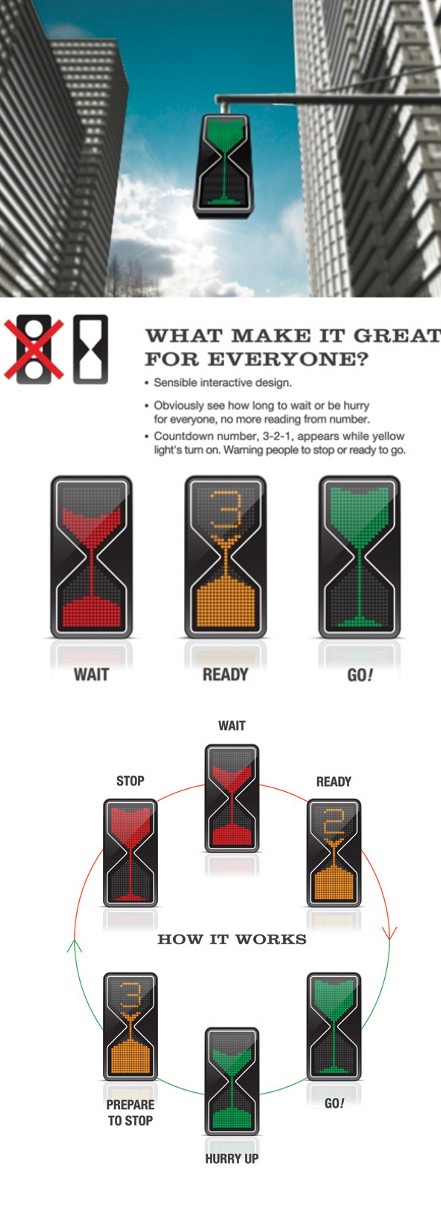 WHAT MAKE IT GREAT
FOR EVERYONE?
• Sensible interactive design.
• Obviously see how long to wait or be hurry
for everyone, no more reading from number.
• Countdown number, 3-2-1, appears while yellow
light's turn on. Warning people to stop or ready to go.
3
WAIT
READY
GO!
WAIT
STOP
READY
2
HOW IT WORKS
3
PREPARE
TO STOP
GO!
HURRY UP